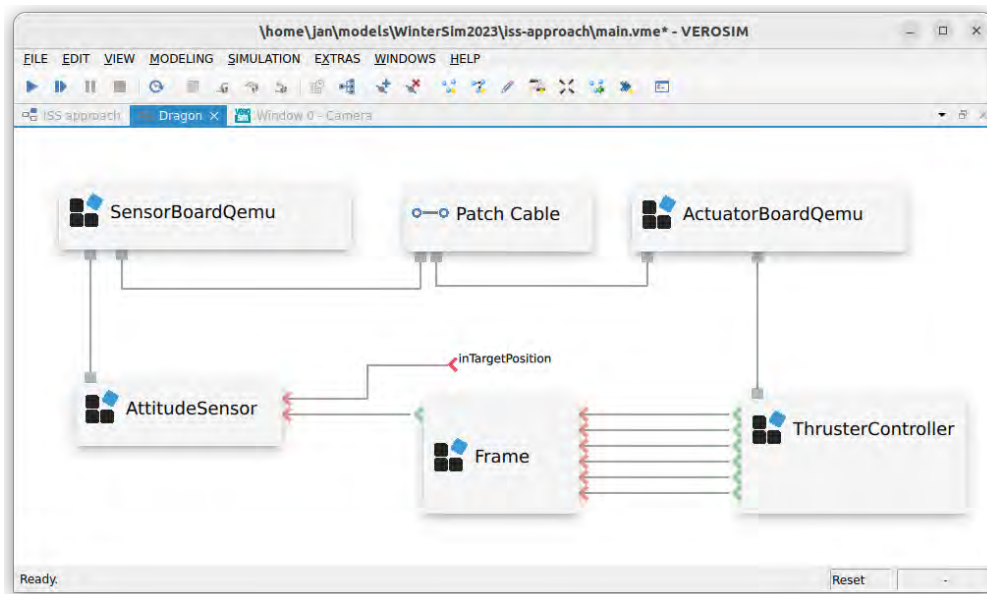 \home\jan\models\WinterSim2023\iss-approach\main.vme* - VEROSIM
FILE EDIT VIEW MODELING SIMULATION EXTRAS WINDOWS HELP
ISS approach Dragon Window 0 - Camera
SensorBoardQemu Patch Cable ActuatorBoardQemu
inTargetPosition
AttitudeSensor
ThrusterController
Frame
Ready. Reset -